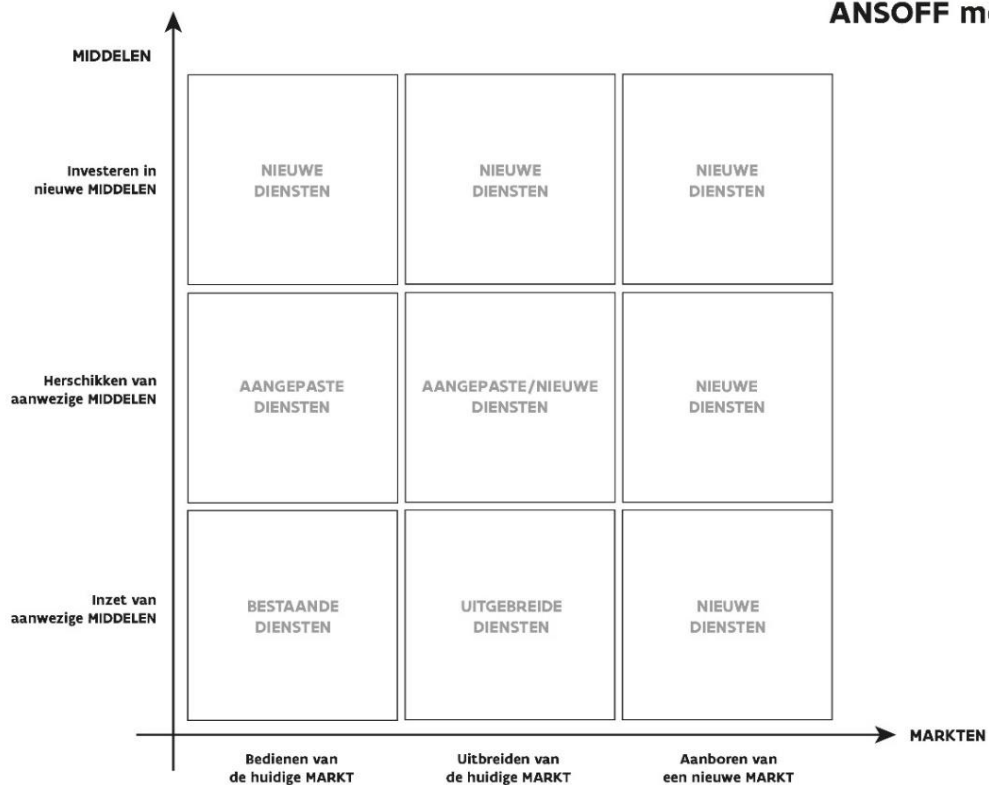 ANSOFF m
MIDDELEN
Investeren in
nieuwe MIDDELEN
NIEUWE
DIENSTEN
NIEUWE
DIENSTEN
NIEUWE
DIENSTEN
Herschikken van
aanwezige MIDDELEN
AANGEPASTE
DIENSTEN
AANGEPASTE/NIEUWE
DIENSTEN
NIEUWE
DIENSTEN
Inzet van
aanwezige MIDDELEN
BESTAANDE
DIENSTEN
UITGEBREIDE
DIENSTEN
NIEUWE
DIENSTEN
MARKTEN
Bedienen van
de huidige MARKT
Uitbreiden van
de huidige MARKT
Aanboren van
een nieuwe MARKT